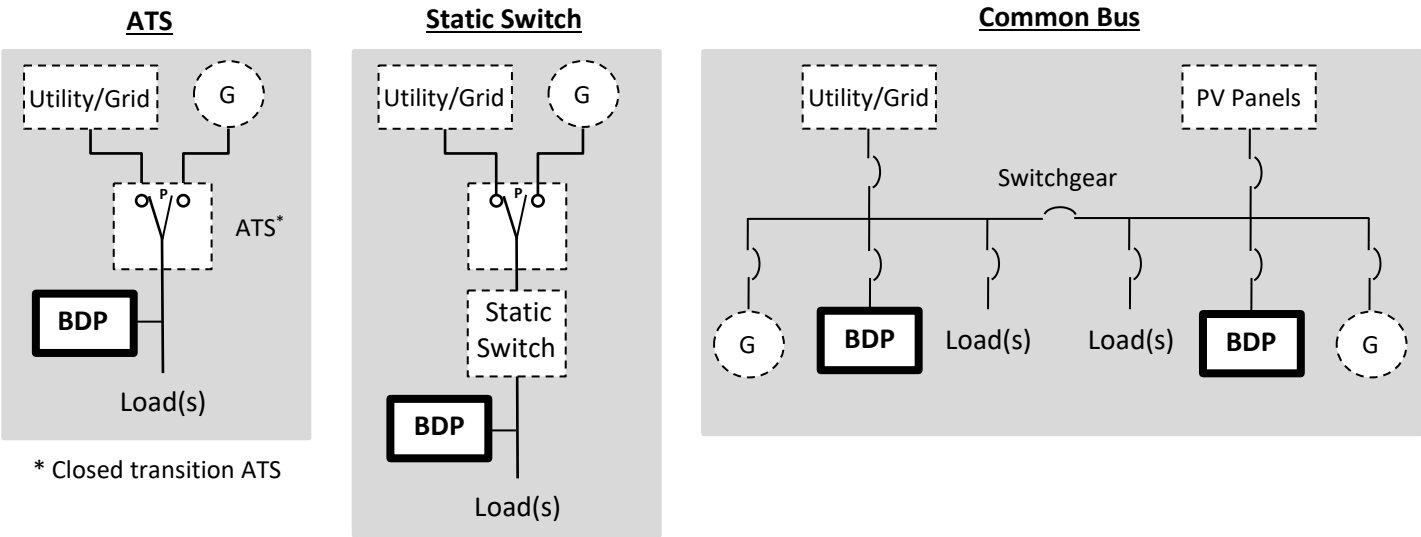 ATS
Utility/Grid
G
P
ATS*
BDP
Load(s)
* Closed transition ATS
Static Switch
Utility/Grid
G
P
Static
Switch
BDP
Load(s)
Common Bus
Utility/Grid
PV Panels
Switchgear
G
BDP
Load(s)
Load(s)
BDP
G